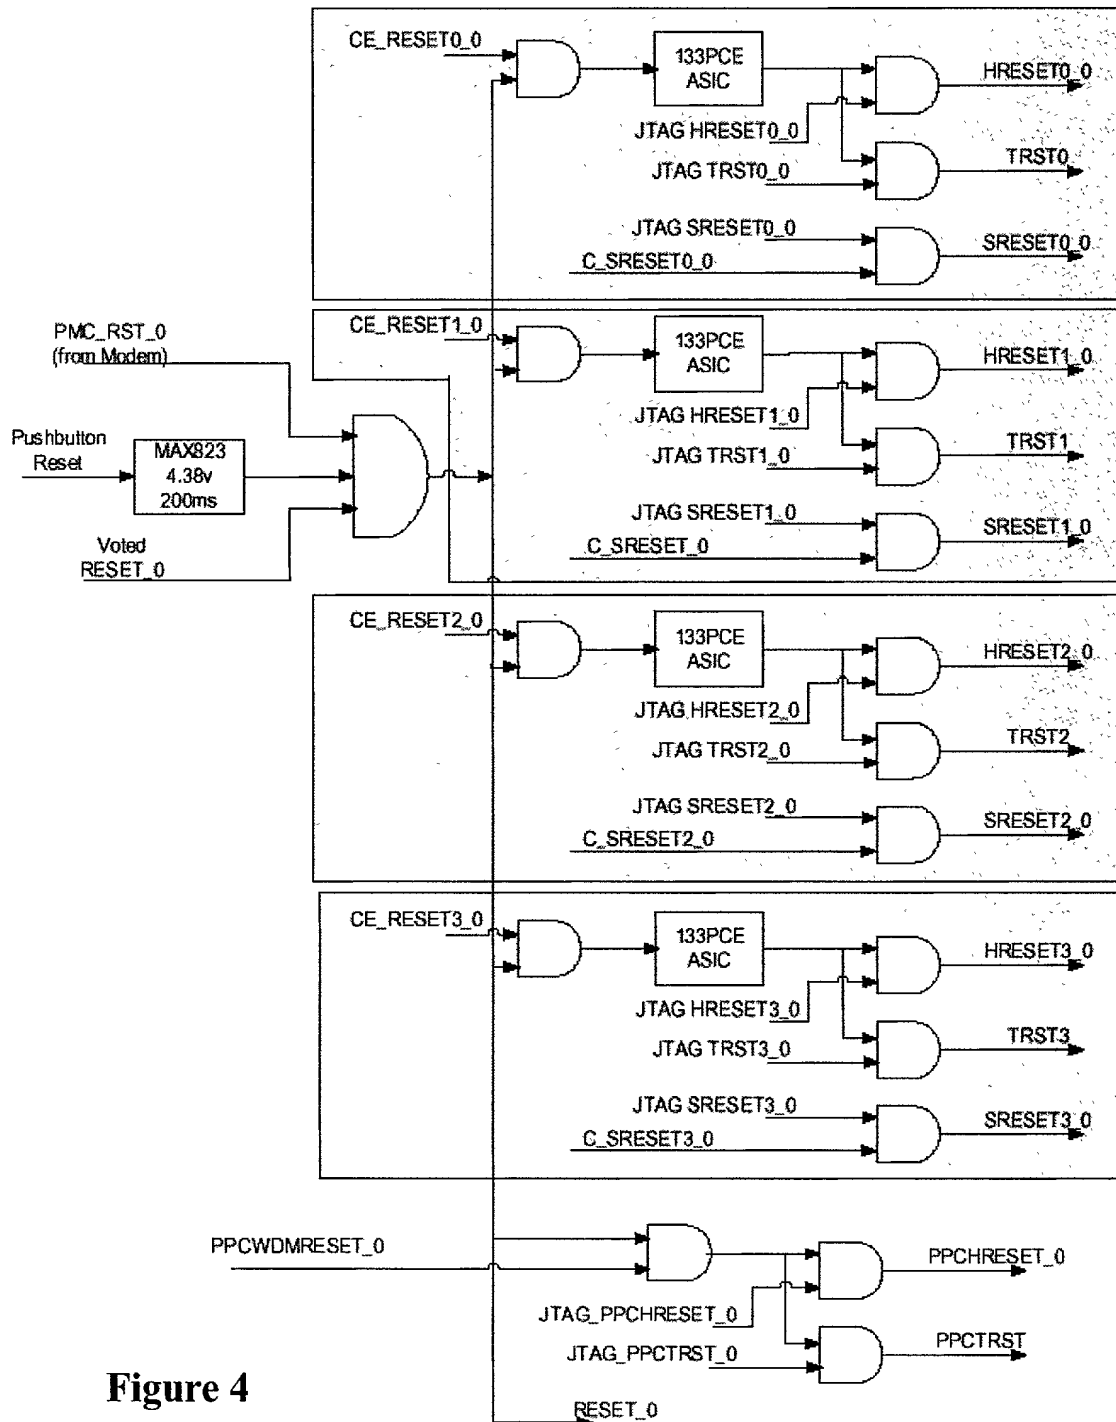 CE_RESET0_0
133PCE
ASIC
HRESET0_0
JTAG HRESET0_0
TRST0
JTAG TRST0_0
JTAG SRESET0_0
SRESET0_0
C_SRESET0_0
PMC_RST_0
(from Modem)
CE_RESET1_0
133PCE
ASIC
HRESET1_0
JTAG HRESET1_0
Pushbutton
Reset
MAX823
4.38v
200ms
TRST1
JTAG TRST1_0
JTAG SRESET1_0
SRESET1_0
C_SRESET_0
Voted
RESET_0
CE_RESET2_0
133PCE
ASIC
HRESET2_0
JTAG HRESET2_0
TRST2
JTAG TRST2_0
JTAG SRESET2_0
SRESET2_0
C_SRESET2_0
CE_RESET3_0
133PCE
ASIC
HRESET3_0
JTAG HRESET3_0
TRST3
JTAG TRST3_0
JTAG SRESET3_0
SRESET3_0
C_SRESET3_0
PPCWDMRESET_0
PPCHRESET_0
JTAG_PPCHRESET_0
JTAG_PPCTRST_0
PPCTRST
Figure 4
RESET_0